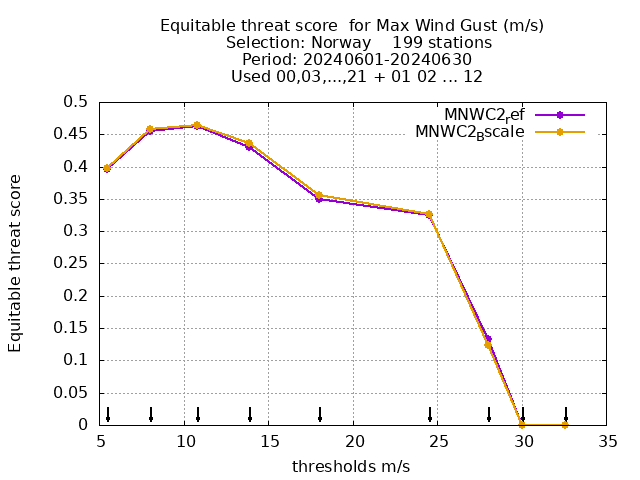 Equitable threat score  for Max Wind Gust (m/s)
Selection: Norway    199 stations
Period: 20240601-20240630
Used 00,03,...,21 + 01 02 ... 12
MNWC2ref
MNWC2Bscale
Equitable threat score
0.5
0.45
0.4
0.35
0.3
0.25
0.2
0.15
0.1
0.05
0
5 10 15 20 25 30 35
thresholds m/s